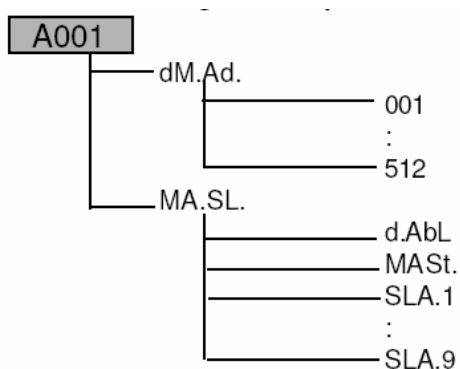 A001
dM.Ad.
001
:
512
MA.SL.
d.AbL
MASt.
SLA.1
:
SLA.9